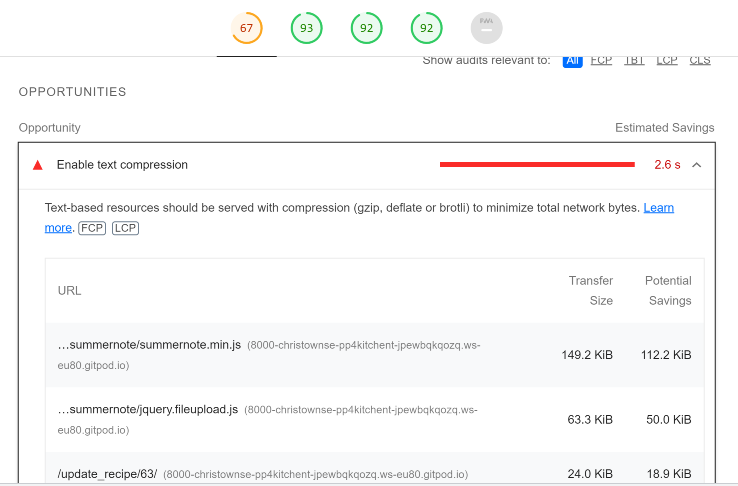 67
93
92
92
PWA
Show audits relevant to: All FCP TBT LCP CLS
OPPORTUNITIES
Opportunity Estimated Savings
Enable text compression 2.6 s
Text-based resources should be served with compression (gzip, deflate or brotli) to minimize total network bytes. Learn
more. FCP LCP
URL
Transfer
Size
Potential
Savings
…summernote/summernote.min.js (8000-christownse-pp4kitchent-jpewbqkqozq.ws-
eu80.gitpod.io)
149.2 KiB 112.2 KiB
…summernote/jquery.fileupload.js (8000-christownse-pp4kitchent-jpewbqkqozq.ws-
eu80.gitpod.io)
63.3 KiB 50.0 KiB
/update_recipe/63/ (8000-christownse-pp4kitchent-jpewbqkqozq.ws-eu80.gitpod.io) 24.0 KiB 18.9 KiB